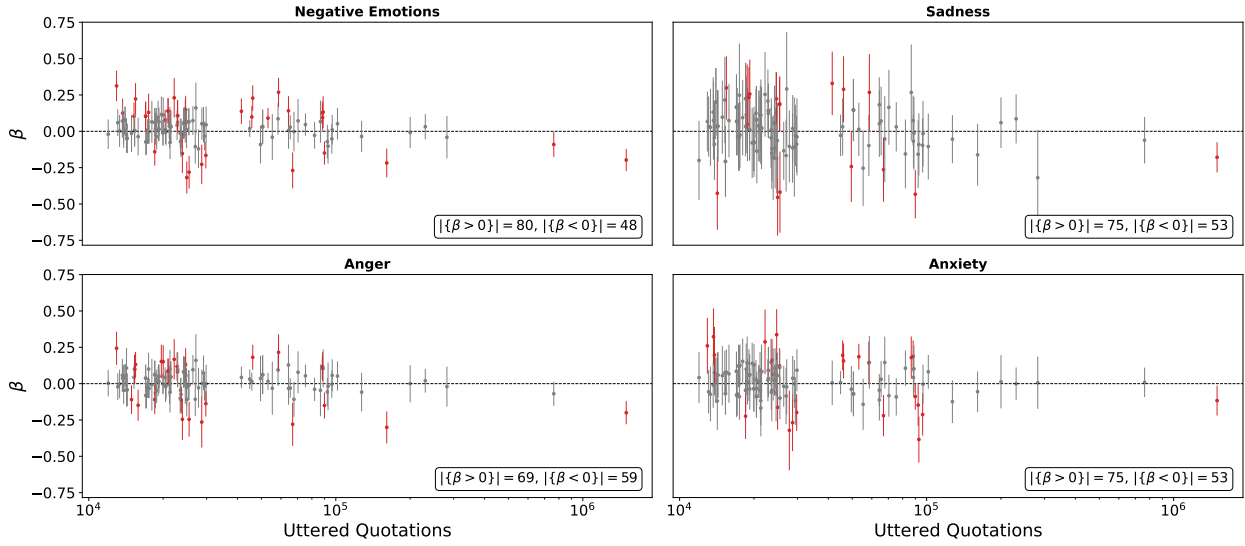 Negative Emotions
Sadness
β
0.75
0.50
0.25
0.00
−0.25
−0.50
−0.75
|{β > 0}| = 80, |{β < 0}| = 48
|{β > 0}| = 75, |{β < 0}| = 53
Anger
Anxiety
β
0.75
0.50
0.25
0.00
−0.25
−0.50
−0.75
|{β > 0}| = 69, |{β < 0}| = 59
|{β > 0}| = 75, |{β < 0}| = 53
10⁴ 10⁵ 10⁶
10⁴ 10⁵ 10⁶
Uttered Quotations
Uttered Quotations